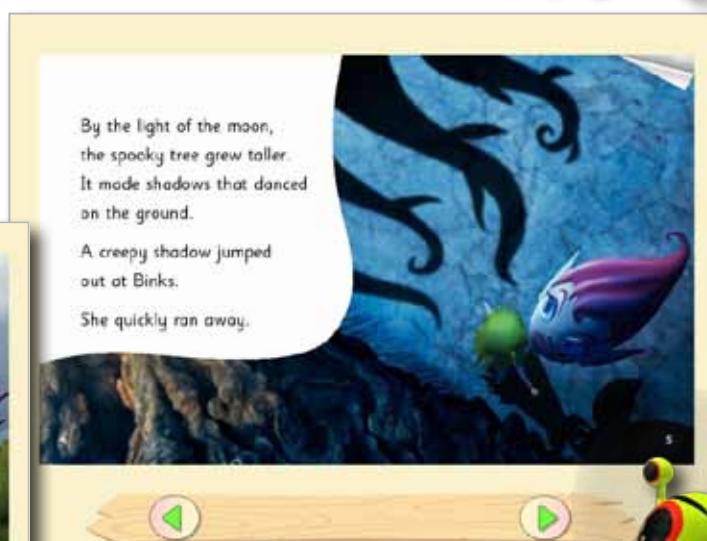 By the light of the moon,
the spooky tree grew taller.
It made shadows that danced
on the ground.
A creepy shadow jumped
out at Binks.
She quickly ran away.
5